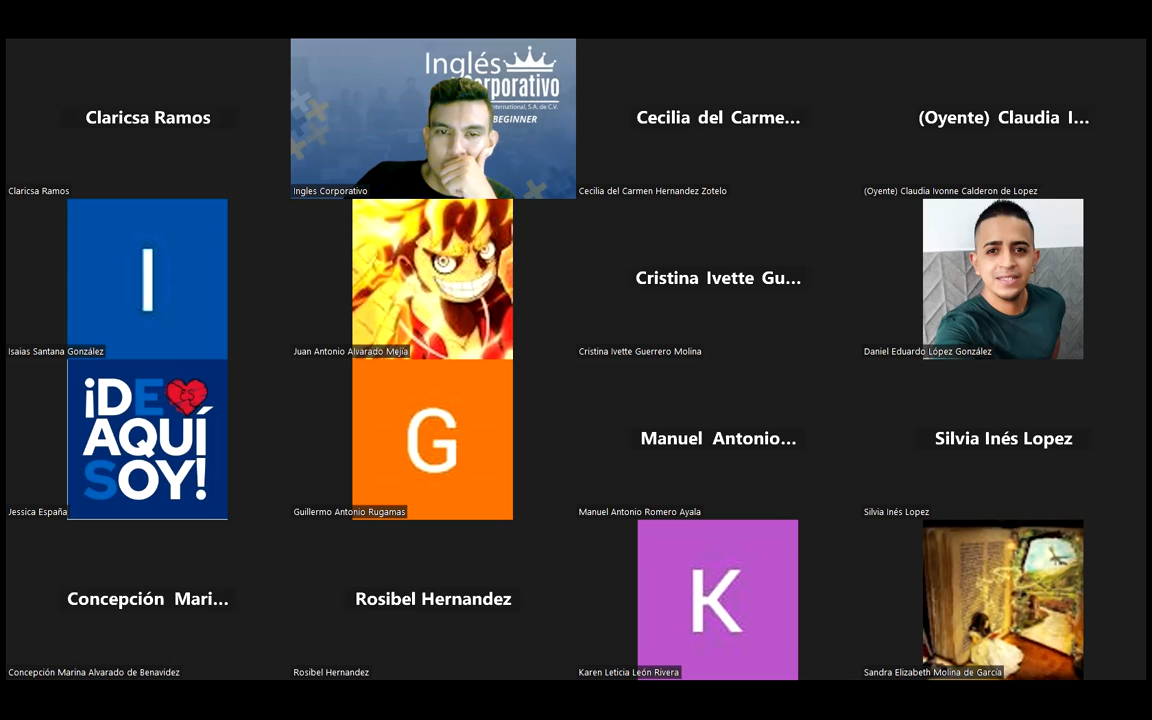 Claricsa Ramos
Claricsa Ramos
Inglés
Corporativo
International, S.A. de C.V.
BEGINNER
Ingles Corporativo
Cecilia del Carme...
Cecilia del Carmen Hernandez Zotelo
(Oyente) Claudia I...
(Oyente) Claudia Ivonne Calderon de Lopez
I
Isaias Santana González
Juan Antonio Alvarado Mejía
Cristina Ivette Gu...
Cristina Ivette Guerrero Molina
Daniel Eduardo López González
¡DE
AQUÍ
SOY!
Jessica España
G
Guillermo Antonio Rugamas
Manuel Antonio...
Manuel Antonio Romero Ayala
Silvia Inés Lopez
Silvia Inés Lopez
Concepción Mari...
Concepción Marina Alvarado de Benavidez
Rosibel Hernandez
Rosibel Hernandez
K
Karen Leticia León Rivera
Sandra Elizabeth Molina de García